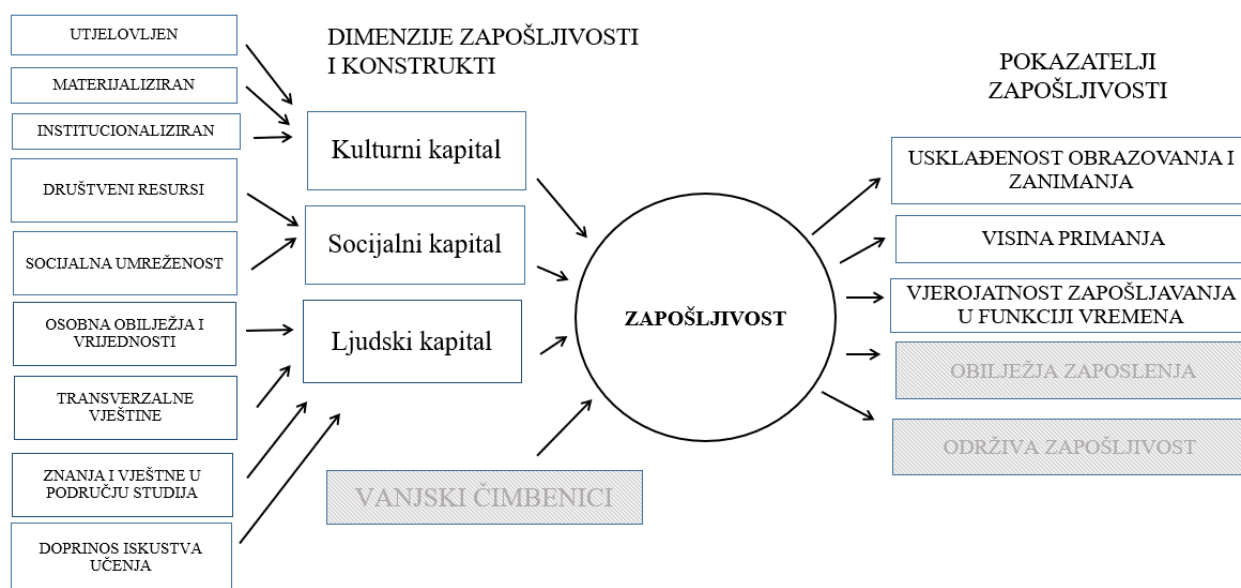 UTJELOVLJEN
MATERIJALIZIRAN
INSTITUCIONALIZIRAN
DRUŠTVENI RESURSI
SOCIJALNA UMREŽENOST
OSOBNA OBILJEŽJA I
VRIJEDNOSTI
TRANSVERZALNE
VJEŠTINE
ZNANJA I VJEŠTNE U
PODRUČJU STUDIJA
DOPRINOS ISKUSTVA
UČENJA
DIMENZIJE ZAPOŠLJIVOSTI
I KONSTRUKTI
Kulturni kapital
Socijalni kapital
Ljudski kapital
VANJSKI ČIMBENICI
ZAPOŠLJIVOST
POKAZATELJI
ZAPOŠLJIVOSTI
USKLAĐENOST OBRAZOVANJA I
ZANIMANJA
VISINA PRIMANJA
VJEROJATNOST ZAPOŠLJAVANJA
U FUNKCIJI VREMENA
OBILJEŽJA ZAPOSLENJA
ODRŽIVA ZAPOŠLJIVOST